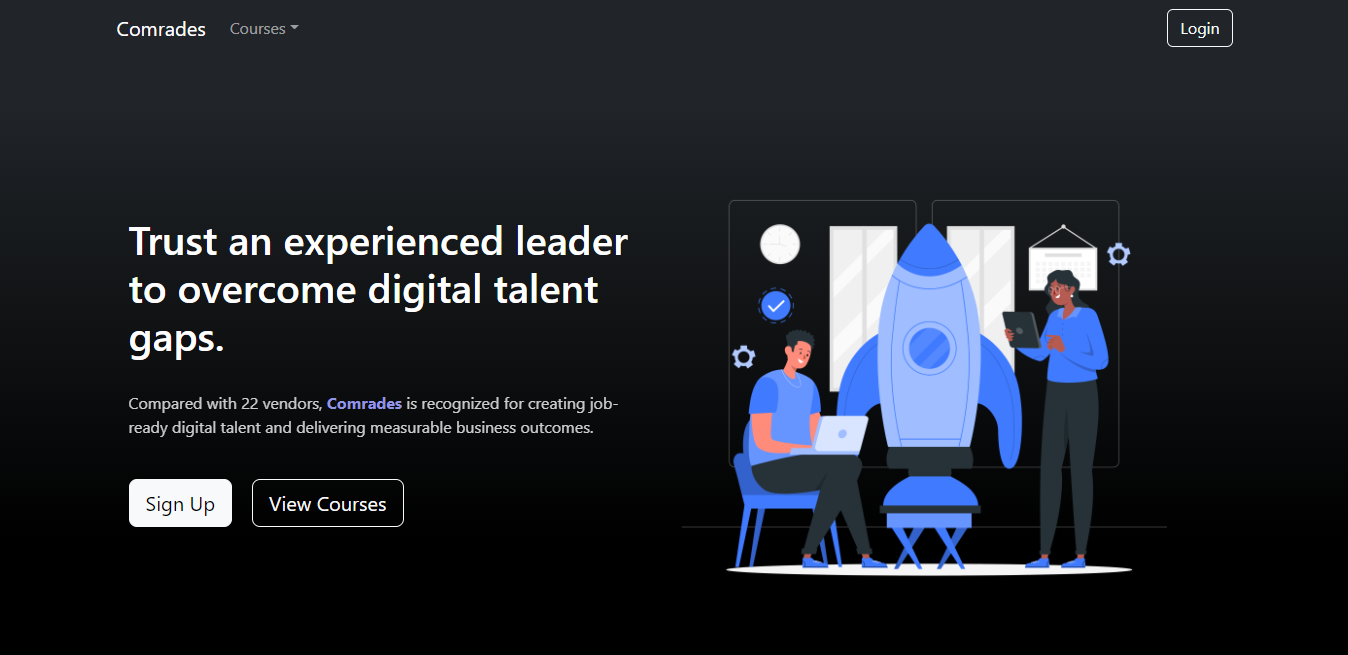 Comrades
Courses
Login
Trust an experienced leader
to overcome digital talent
gaps.
Compared with 22 vendors, Comrades is recognized for creating job-
ready digital talent and delivering measurable business outcomes.
Sign Up
View Courses